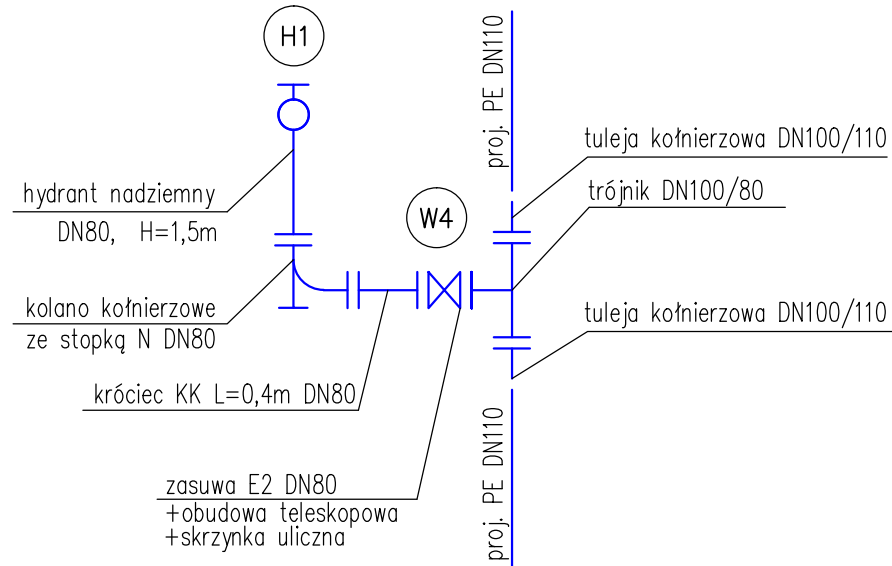 H1
proj. PE DN110
tuleja kołnierzowa DN100/110
hydrant nadziemny
DN80, H=1,5m
W4
trójnik DN100/80
kolano kołnierzowe
ze stopką N DN80
tuleja kołnierzowa DN100/110
króciec KK L=0,4m DN80
zasuwa E2 DN80
+obudowa teleskopowa
+skrzynka uliczna
proj. PE DN110